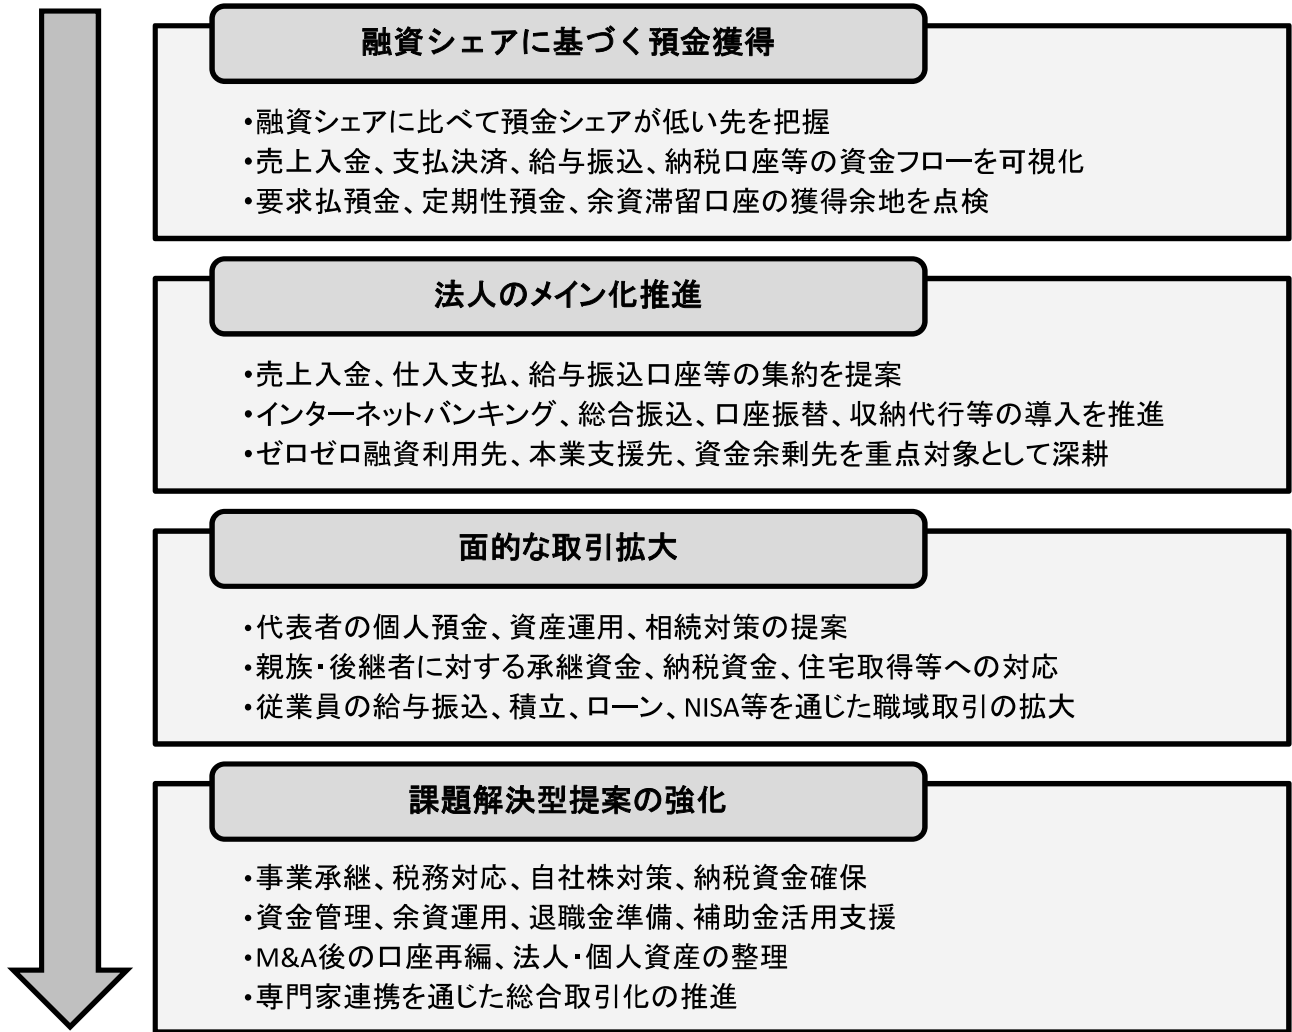 融資シェアに基づく預金獲得
•融資シェアに比べて預金シェアが低い先を把握
•売上入金、支払決済、給与振込、納税口座等の資金フローを可視化
•要求払預金、定期性預金、余資滞留口座の獲得余地を点検
法人のメイン化推進
•売上入金、仕入支払、給与振込口座等の集約を提案
•インターネットバンキング、総合振込、口座振替、収納代行等の導入を推進
•ゼロゼロ融資利用先、本業支援先、資金余剰先を重点対象として深耕
面的な取引拡大
•代表者の個人預金、資産運用、相続対策の提案
•親族・後継者に対する承継資金、納税資金、住宅取得等への対応
•従業員の給与振込、積立、ローン、NISA等を通じた職域取引の拡大
課題解決型提案の強化
•事業承継、税務対応、自社株対策、納税資金確保
•資金管理、余資運用、退職金準備、補助金活用支援
•M&A後の口座再編、法人・個人資産の整理
•専門家連携を通じた総合取引化の推進